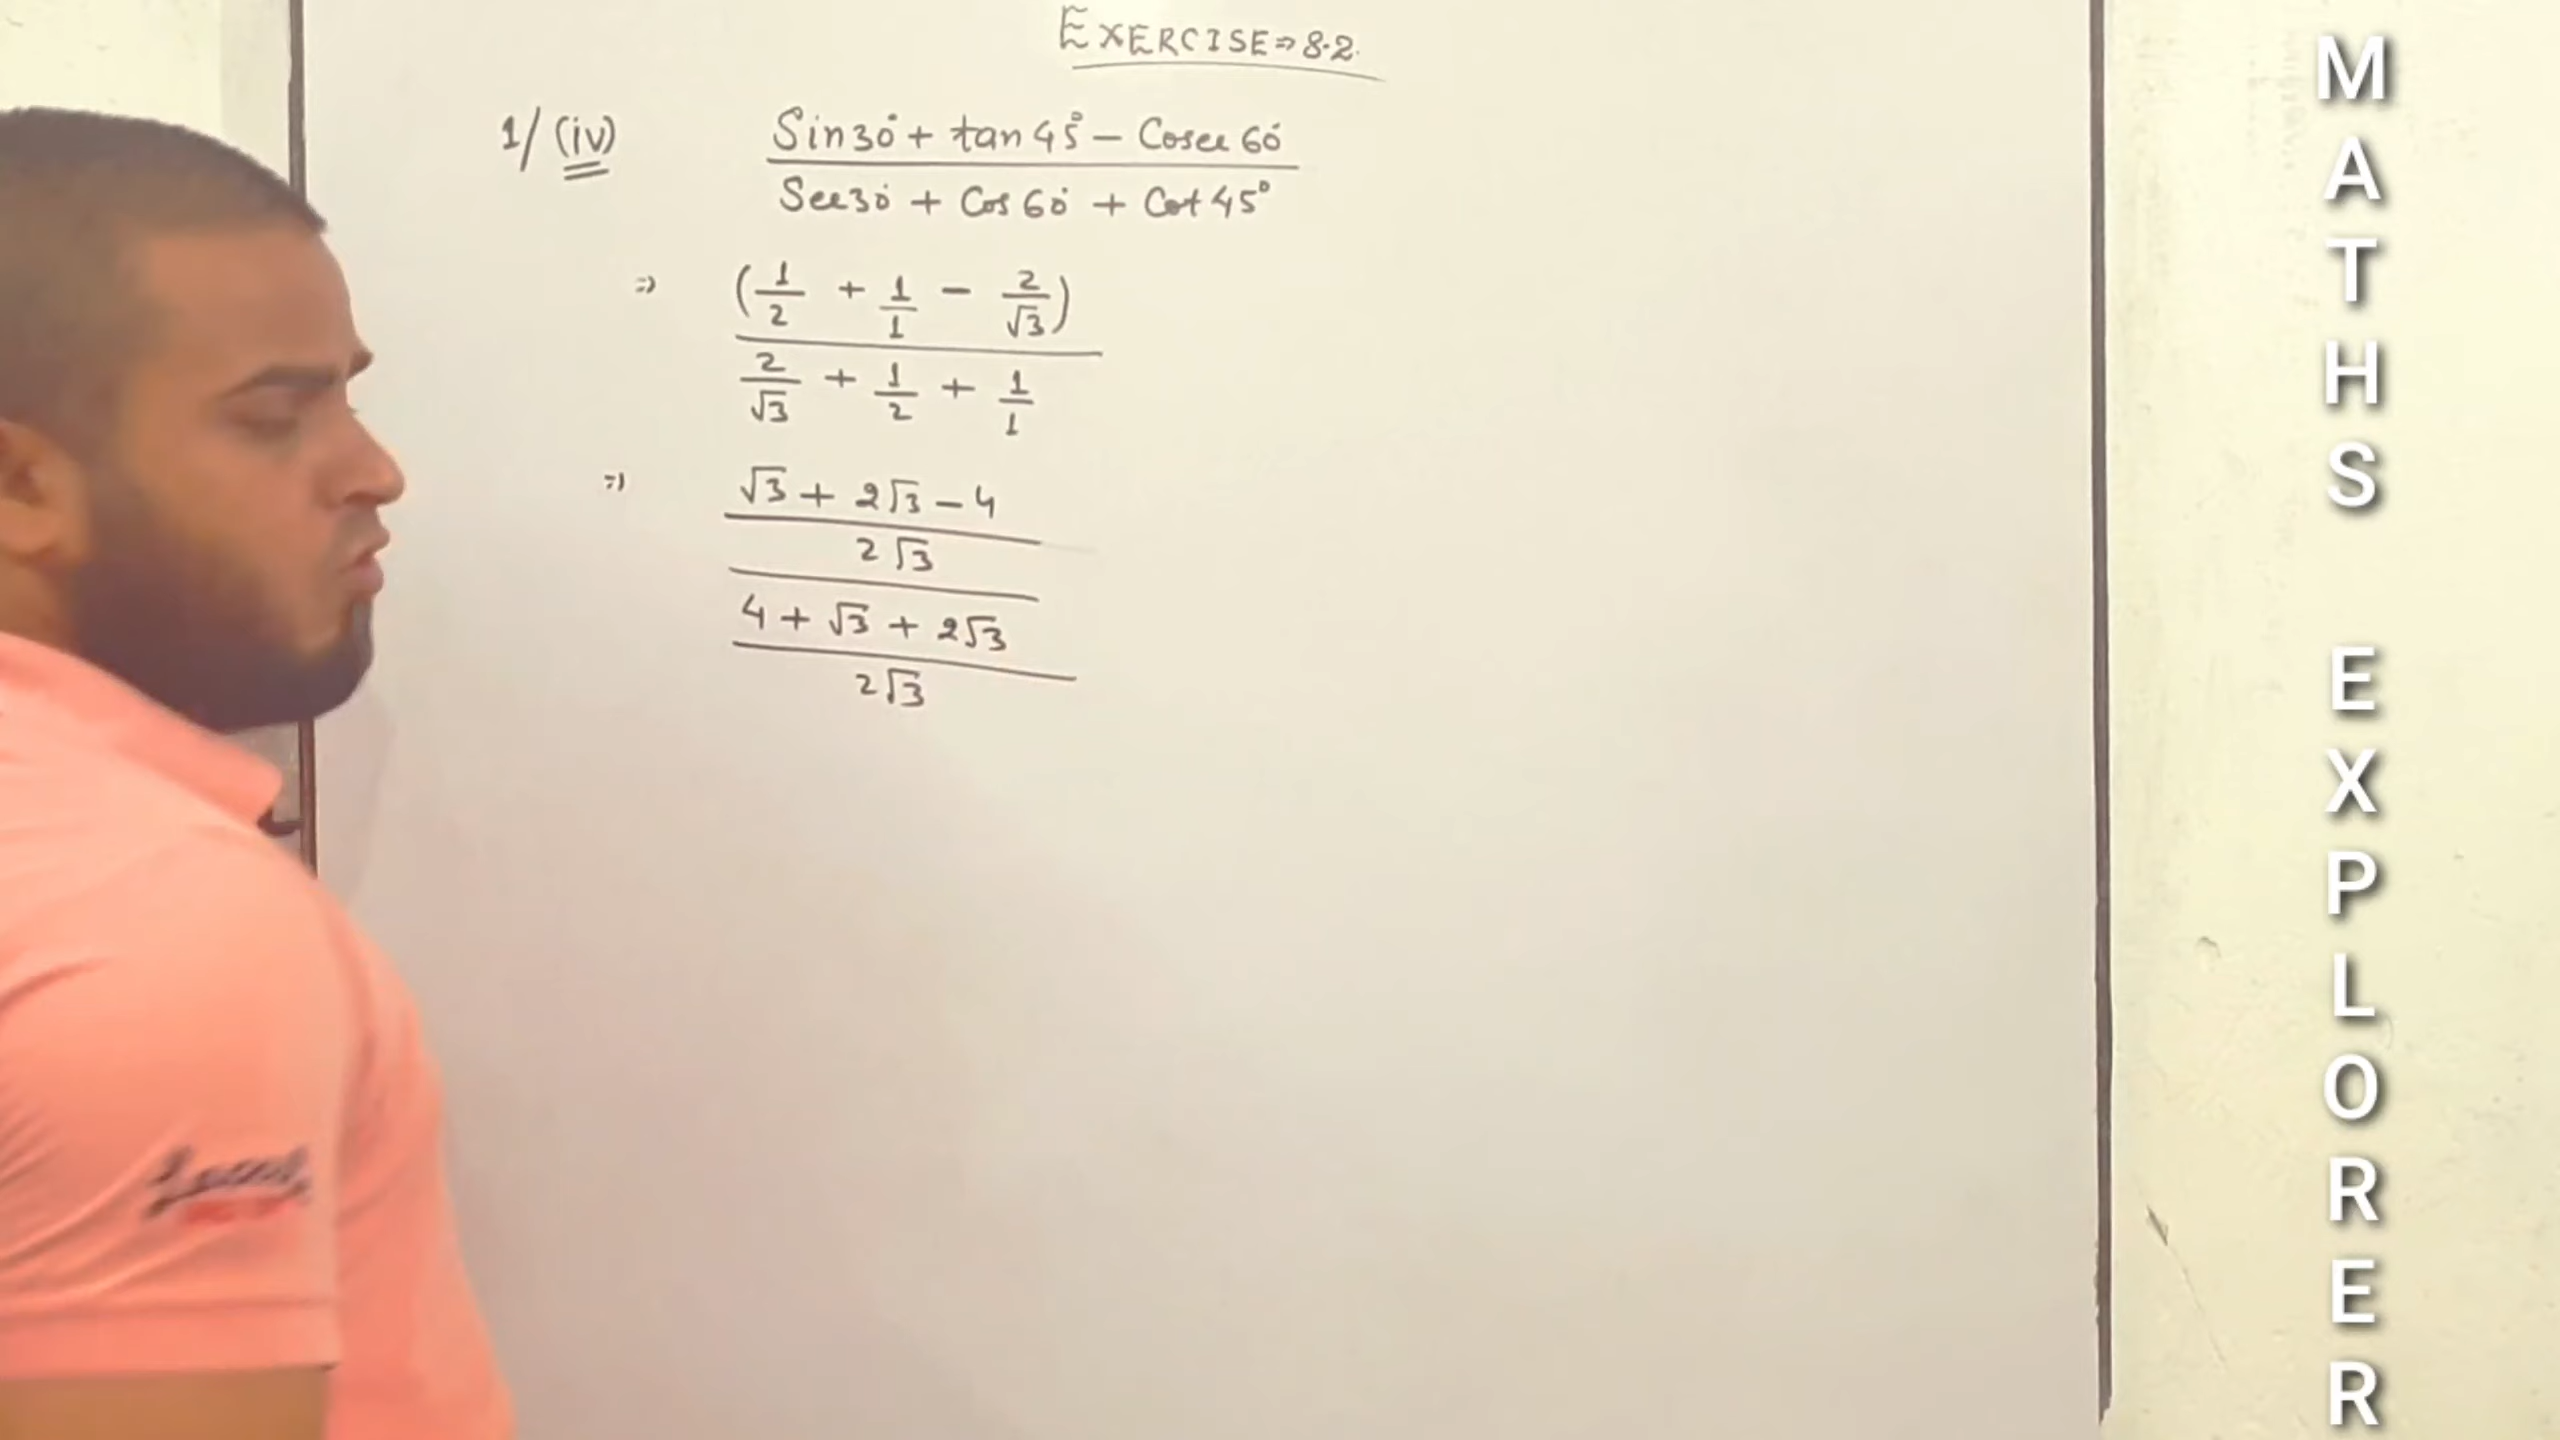 EXERCISE⇒8.2.
1/(iv) Sin30° + tan45° − Cosec60°
Sec30° + Cos60° + Cot45°
⇒ (1/2 + 1/1 − 2/√3)
2/√3 + 1/2 + 1/1
⇒ √3 + 2√3 − 4
2√3
4 + √3 + 2√3
2√3
MATHS EXPLORER